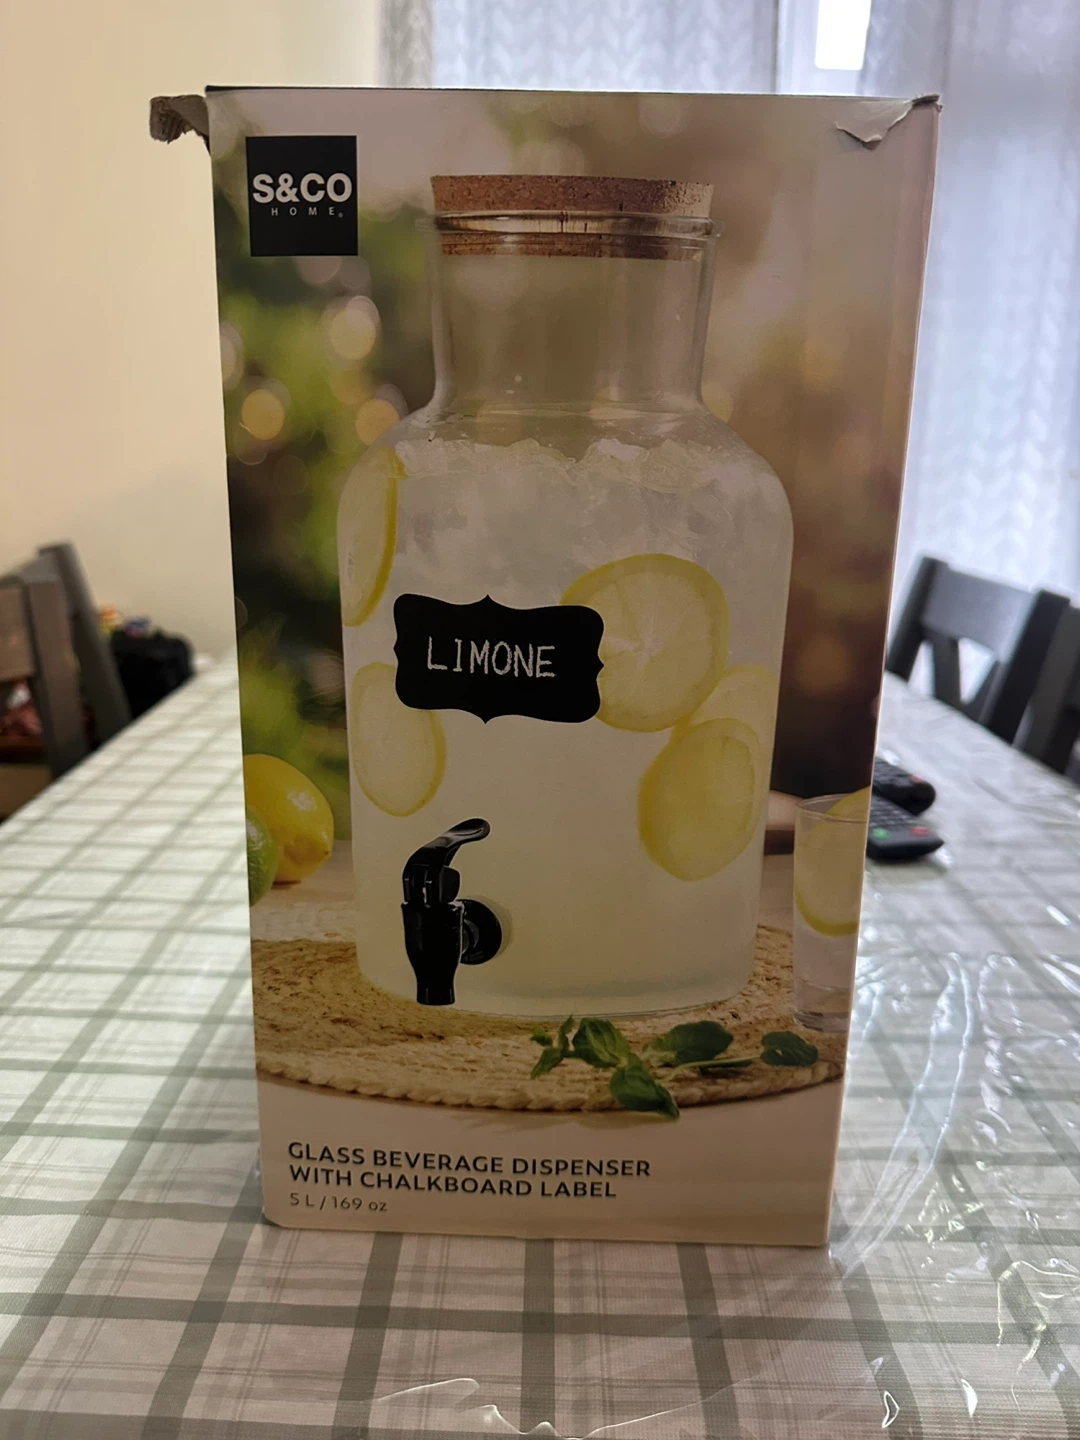 S&CO
HOME®
LIMONE
GLASS BEVERAGE DISPENSER
WITH CHALKBOARD LABEL
5 L / 169 oz